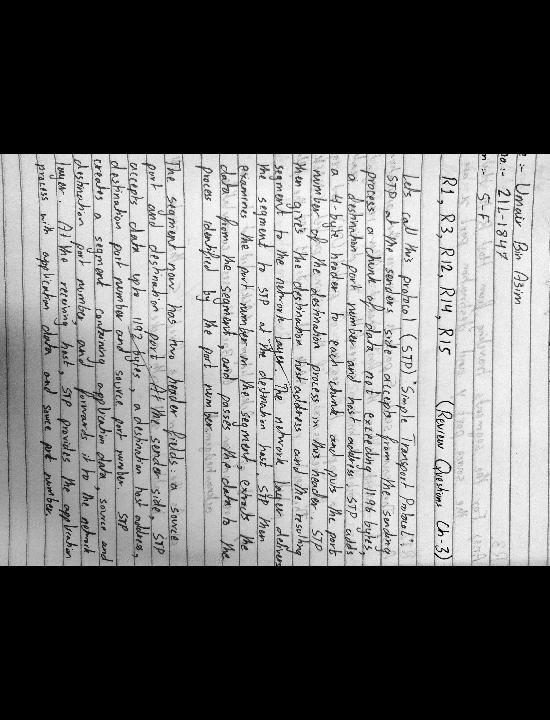 :- Umair Bin Azim
no. :- 21L-1847
n :- 5-F
R1, R3, R12, R14, R15 (Review Questions Ch-3)
Lets call this protocol (STP) Simple Transport Protocol:
STP at the senders side accepts from the sending
process a chunk of data not exceeding 1196 bytes,
a destination port number and host address STP adds
a 4-byte header to each chunk and puts the port
number of the destination process in this header. STP
then gives the destination host address and the resulting
segment to the network layer. The network layer delivers
the segment to STP at the destination host STP then
examines the port number in the segment, extracts the
data from the segment, and passes the data to the
process identified by the port number.
The segment now has two header fields: a source
port and destination port. At the sender side, STP
accepts data upto 1192 bytes, a destination host address,
destination port number and source port number. STP
creates a segment containing application data, source and
destination port number, and forwards it to the network
layer. At the receiving host, STP provides the application
process with application data and source port number.